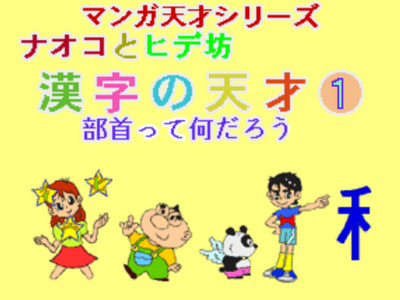 マンガ天才シリーズ
ナオコとヒデ坊
漢字の天才①
部首って何だろう
禾